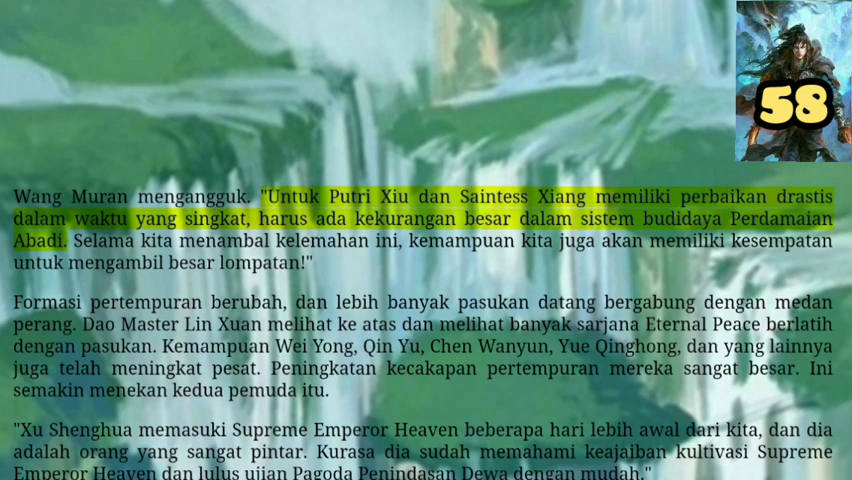 58
Wang Muran mengangguk. "Untuk Putri Xiu dan Saintess Xiang memiliki perbaikan drastis
dalam waktu yang singkat, harus ada kekurangan besar dalam sistem budidaya Perdamaian
Abadi. Selama kita menambal kelemahan ini, kemampuan kita juga akan memiliki kesempatan
untuk mengambil besar lompatan!"
Formasi pertempuran berubah, dan lebih banyak pasukan datang bergabung dengan medan
perang. Dao Master Lin Xuan melihat ke atas dan melihat banyak sarjana Eternal Peace berlatih
dengan pasukan. Kemampuan Wei Yong, Qin Yu, Chen Wanyun, Yue Qinghong, dan yang lainnya
juga telah meningkat pesat. Peningkatan kecakapan pertempuran mereka sangat besar. Ini
semakin menekan kedua pemuda itu.
"Xu Shenghua memasuki Supreme Emperor Heaven beberapa hari lebih awal dari kita, dan dia
adalah orang yang sangat pintar. Kurasa dia sudah memahami keajaiban kultivasi Supreme
Emperor Heaven dan lulus ujian Pagoda Penindasan Dewa dengan mudah."